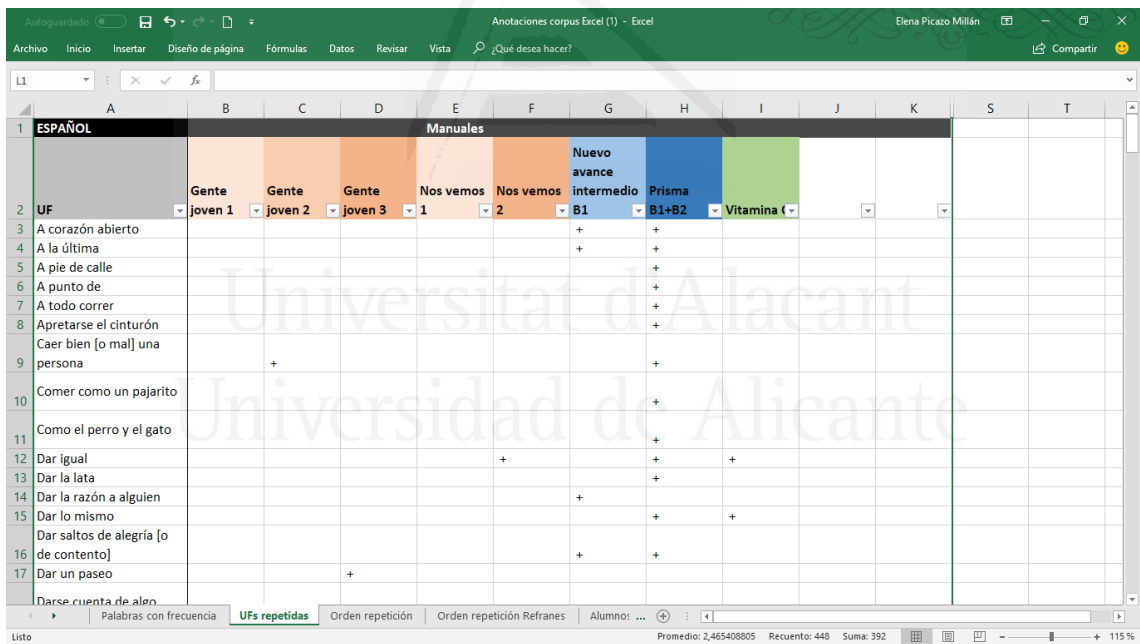 Autoguardado
Anotaciones corpus Excel (1) - Excel
Elena Picazo Millán
Archivo Inicio Insertar Diseño de página Fórmulas Datos Revisar Vista ¿Qué desea hacer? Compartir
L1 fx
A B C D E F G H I J K S T
1 ESPAÑOL Manuales
2 UF Gente joven 1 Gente joven 2 Gente joven 3 Nos vemos 1 Nos vemos 2 Nuevo avance intermedio B1 Prisma B1+B2 Vitamina
3 A corazón abierto + +
4 A la última + +
5 A pie de calle +
6 A punto de +
7 A todo correr +
8 Apretarse el cinturón +
Caer bien [o mal] una
9 persona + +
10 Comer como un pajarito +
11 Como el perro y el gato +
12 Dar igual + + +
13 Dar la lata +
14 Dar la razón a alguien +
15 Dar lo mismo + +
Dar saltos de alegría [o
16 de contento] + +
17 Dar un paseo +
Darse cuenta de algo
Universitat d'Alacant
Universidad de Alicante
Palabras con frecuencia UFs repetidas Orden repetición Orden repetición Refranes Alumnos ...
Listo Promedio: 2,465408805 Recuento: 448 Suma: 392 115 %